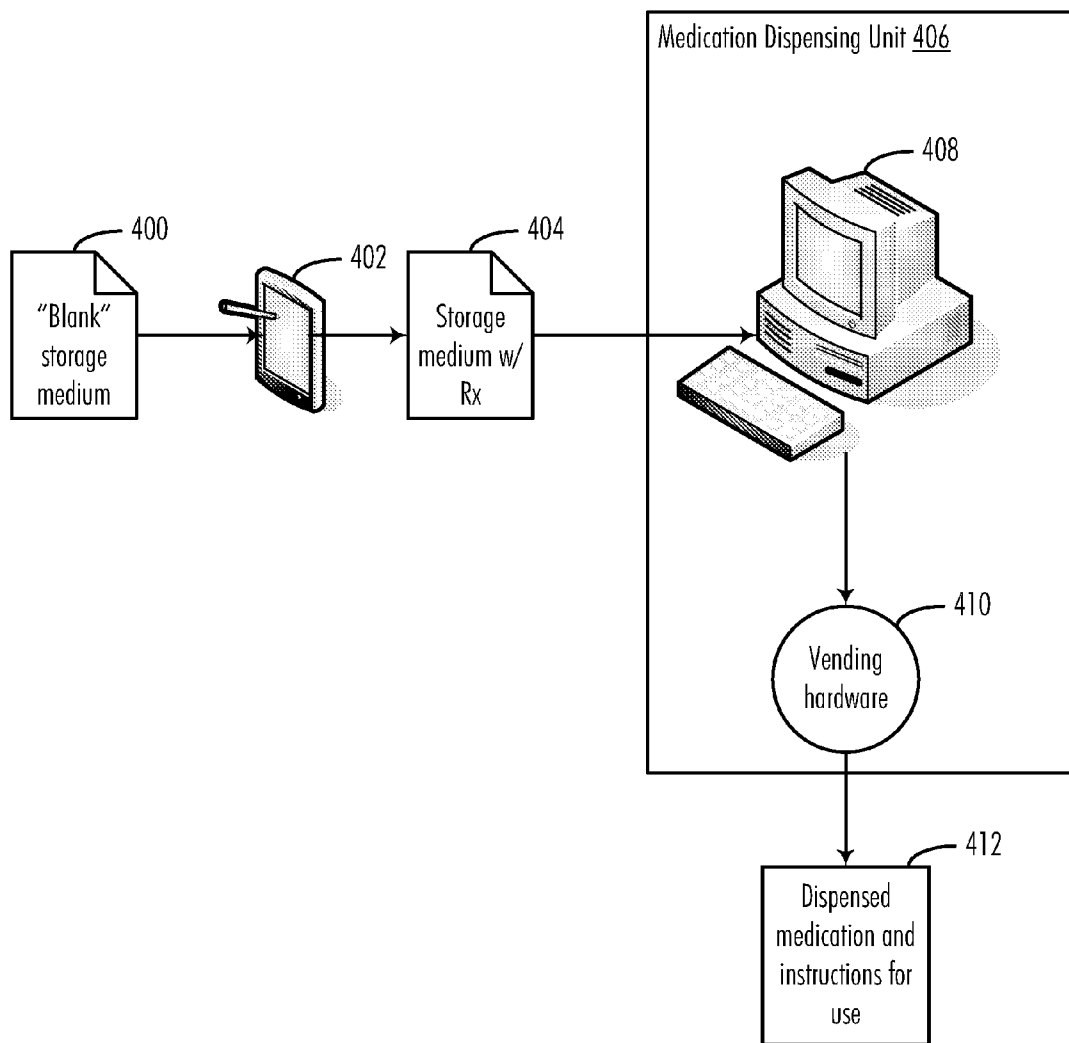 Medication Dispensing Unit 406
408
400
402
404
"Blank"
storage
medium
Storage
medium w/
Rx
410
Vending
hardware
412
Dispensed
medication and
instructions for
use